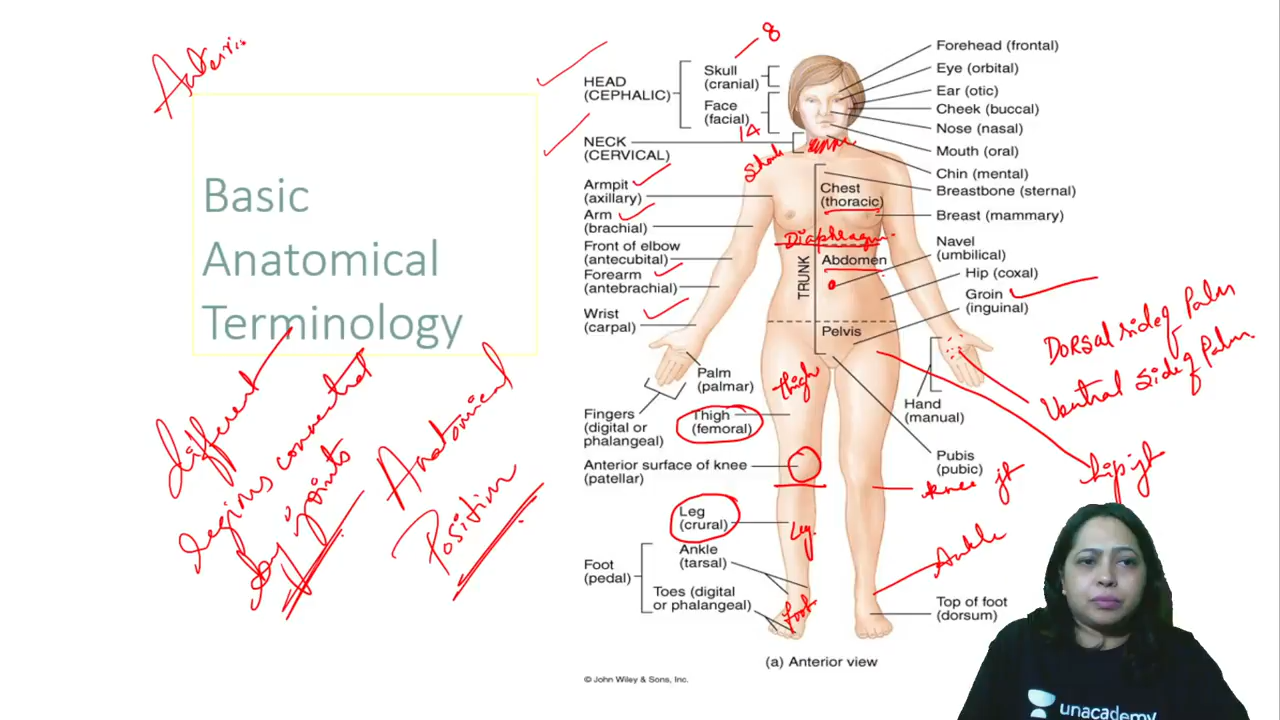 Basic
Anatomical
Terminology
different
regions connected
by joints
Anatomical
Position
8
HEAD
(CEPHALIC)
Skull
(cranial)
Face
(facial)
14
NECK
(CERVICAL)
Armpit
(axillary)
Arm
(brachial)
Front of elbow
(antecubital)
Forearm
(antebrachial)
Wrist
(carpal)
Palm
(palmar)
Fingers
(digital or
phalangeal)
Thigh
(femoral)
Anterior surface of knee
(patellar)
Leg
(crural)
Ankle
(tarsal)
Foot
(pedal)
Toes (digital
or phalangeal)
TRUNK
Chest
(thoracic)
Diaphragm
Abdomen
Pelvis
thigh
Leg
foot
Forehead (frontal)
Eye (orbital)
Ear (otic)
Cheek (buccal)
Nose (nasal)
Mouth (oral)
Chin (mental)
Breastbone (sternal)
Breast (mammary)
Navel
(umbilical)
Hip (coxal)
Groin
(inguinal)
Dorsal side of Palm
Ventral side of Palm
Hand
(manual)
Pubis
(pubic)
hip jt
knee jt
Ankle
Top of foot
(dorsum)
(a) Anterior view
© John Wiley & Sons, Inc.
unacademy